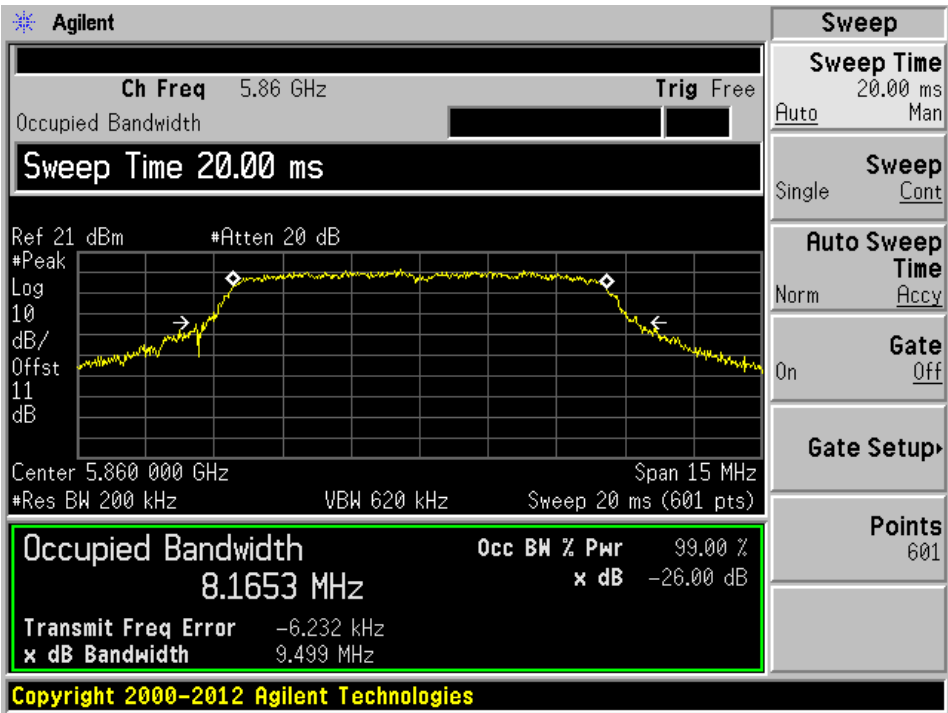 Agilent
Ch Freq 5.86 GHz Trig Free
Occupied Bandwidth
Sweep Time 20.00 ms
Ref 21 dBm #Atten 20 dB
#Peak
Log
10
dB/
Offst
11
dB
Center 5.860 000 GHz Span 15 MHz
#Res BW 200 kHz VBW 620 kHz Sweep 20 ms (601 pts)
Occupied Bandwidth
8.1653 MHz
Occ BW % Pwr 99.00 %
x dB -26.00 dB
Transmit Freq Error -6.232 kHz
x dB Bandwidth 9.499 MHz
Copyright 2000-2012 Agilent Technologies
Sweep
Sweep Time
20.00 ms
Auto Man
Sweep
Single Cont
Auto Sweep
Time
Norm Accy
Gate
On Off
Gate Setup
Points
601